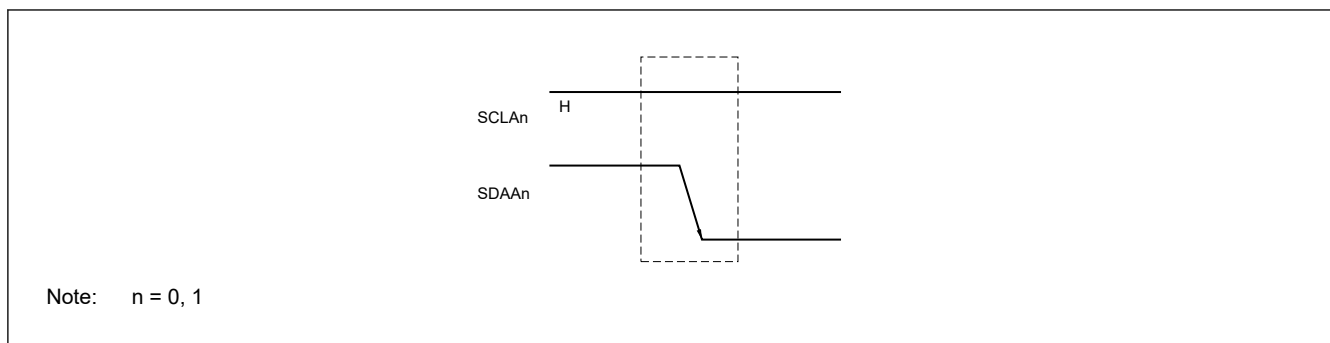 H
SCLAn
SDAAn
Note: n = 0, 1